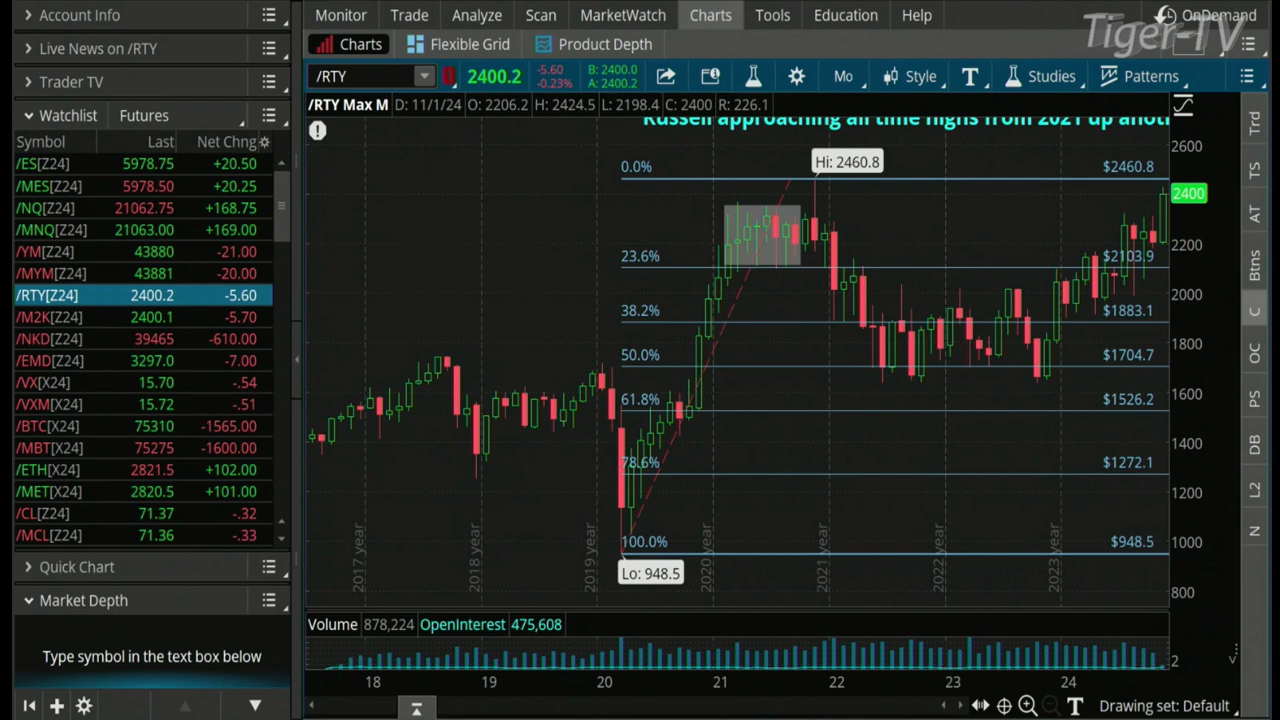 Account Info
Live News on /RTY
Trader TV
Watchlist Futures
Symbol Last Net Chng
/ES[Z24] 5978.75 +20.50
/MES[Z24] 5978.50 +20.25
/NQ[Z24] 21062.75 +168.75
/MNQ[Z24] 21063.00 +169.00
/YM[Z24] 43880 -21.00
/MYM[Z24] 43881 -20.00
/RTY[Z24] 2400.2 -5.60
/M2K[Z24] 2400.1 -5.70
/NKD[Z24] 39465 -610.00
/EMD[Z24] 3297.0 -7.00
/VX[X24] 15.70 -.54
/VXM[X24] 15.72 -.51
/BTC[X24] 75310 -1565.00
/MBT[X24] 75275 -1600.00
/ETH[X24] 2821.5 +102.00
/MET[X24] 2820.5 +101.00
/CL[Z24] 71.37 -.32
/MCL[Z24] 71.36 -.33
Quick Chart
Market Depth
Type symbol in the text box below
Monitor Trade Analyze Scan MarketWatch Charts Tools Education Help
OnDemand
Tiger-TV
Charts Flexible Grid Product Depth
/RTY 2400.2 -5.60 -0.23% B: 2400.0 A: 2400.2 Mo Style T Studies Patterns
/RTY Max M D: 11/1/24 O: 2206.2 H: 2424.5 L: 2198.4 C: 2400 R: 226.1
Russell approaching all time highs from 2021 up anot
Hi: 2460.8
0.0% $2460.8
23.6% $2103.9
38.2% $1883.1
50.0% $1704.7
61.8% $1526.2
78.6% $1272.1
100.0% $948.5
Lo: 948.5
2600
2400
2200
2000
1800
1600
1400
1200
1000
800
2017 year
2018 year
2019 year
2020 year
2021 year
2022 year
2023 year
Volume 878,224 OpenInterest 475,608
2
18 19 20 21 22 23 24
T Drawing set: Default
Trd
TS
AT
Btns
C
OC
PS
DB
L2
N